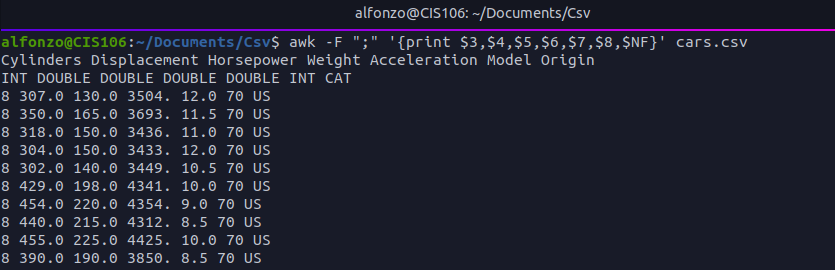 alfonzo@CIS106: ~/Documents/Csv
alfonzo@CIS106:~/Documents/Csv$ awk -F ";" '{print $3,$4,$5,$6,$7,$8,$NF}' cars.csv
Cylinders Displacement Horsepower Weight Acceleration Model Origin
INT DOUBLE DOUBLE DOUBLE DOUBLE INT CAT
8 307.0 130.0 3504. 12.0 70 US
8 350.0 165.0 3693. 11.5 70 US
8 318.0 150.0 3436. 11.0 70 US
8 304.0 150.0 3433. 12.0 70 US
8 302.0 140.0 3449. 10.5 70 US
8 429.0 198.0 4341. 10.0 70 US
8 454.0 220.0 4354. 9.0 70 US
8 440.0 215.0 4312. 8.5 70 US
8 455.0 225.0 4425. 10.0 70 US
8 390.0 190.0 3850. 8.5 70 US